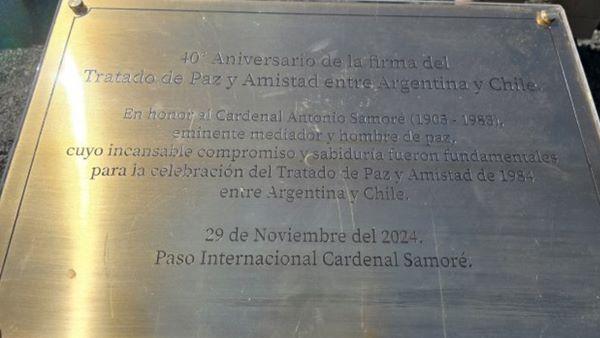 40° Aniversario de la firma del
Tratado de Paz y Amistad entre Argentina y Chile.
En honor al Cardenal Antonio Samoré (1905 - 1983),
eminente mediador y hombre de paz,
cuyo incansable compromiso y sabiduría fueron fundamentales
para la celebración del Tratado de Paz y Amistad de 1984
entre Argentina y Chile.
29 de Noviembre del 2024.
Paso Internacional Cardenal Samoré.